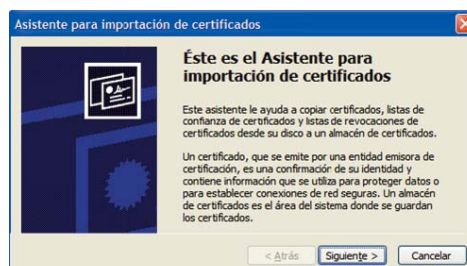 Asistente para importación de certificados
Éste es el Asistente para
importación de certificados
Este asistente le ayuda a copiar certificados, listas de
confianza de certificados y listas de revocaciones de
certificados desde su disco a un almacén de certificados.
Un certificado, que se emite por una entidad emisora de
certificación, es una confirmación de su identidad y
contiene información que se utiliza para proteger datos o
para establecer conexiones de red seguras. Un almacén
de certificados es el área del sistema donde se guardan
los certificados.
< Atrás Siguiente > Cancelar